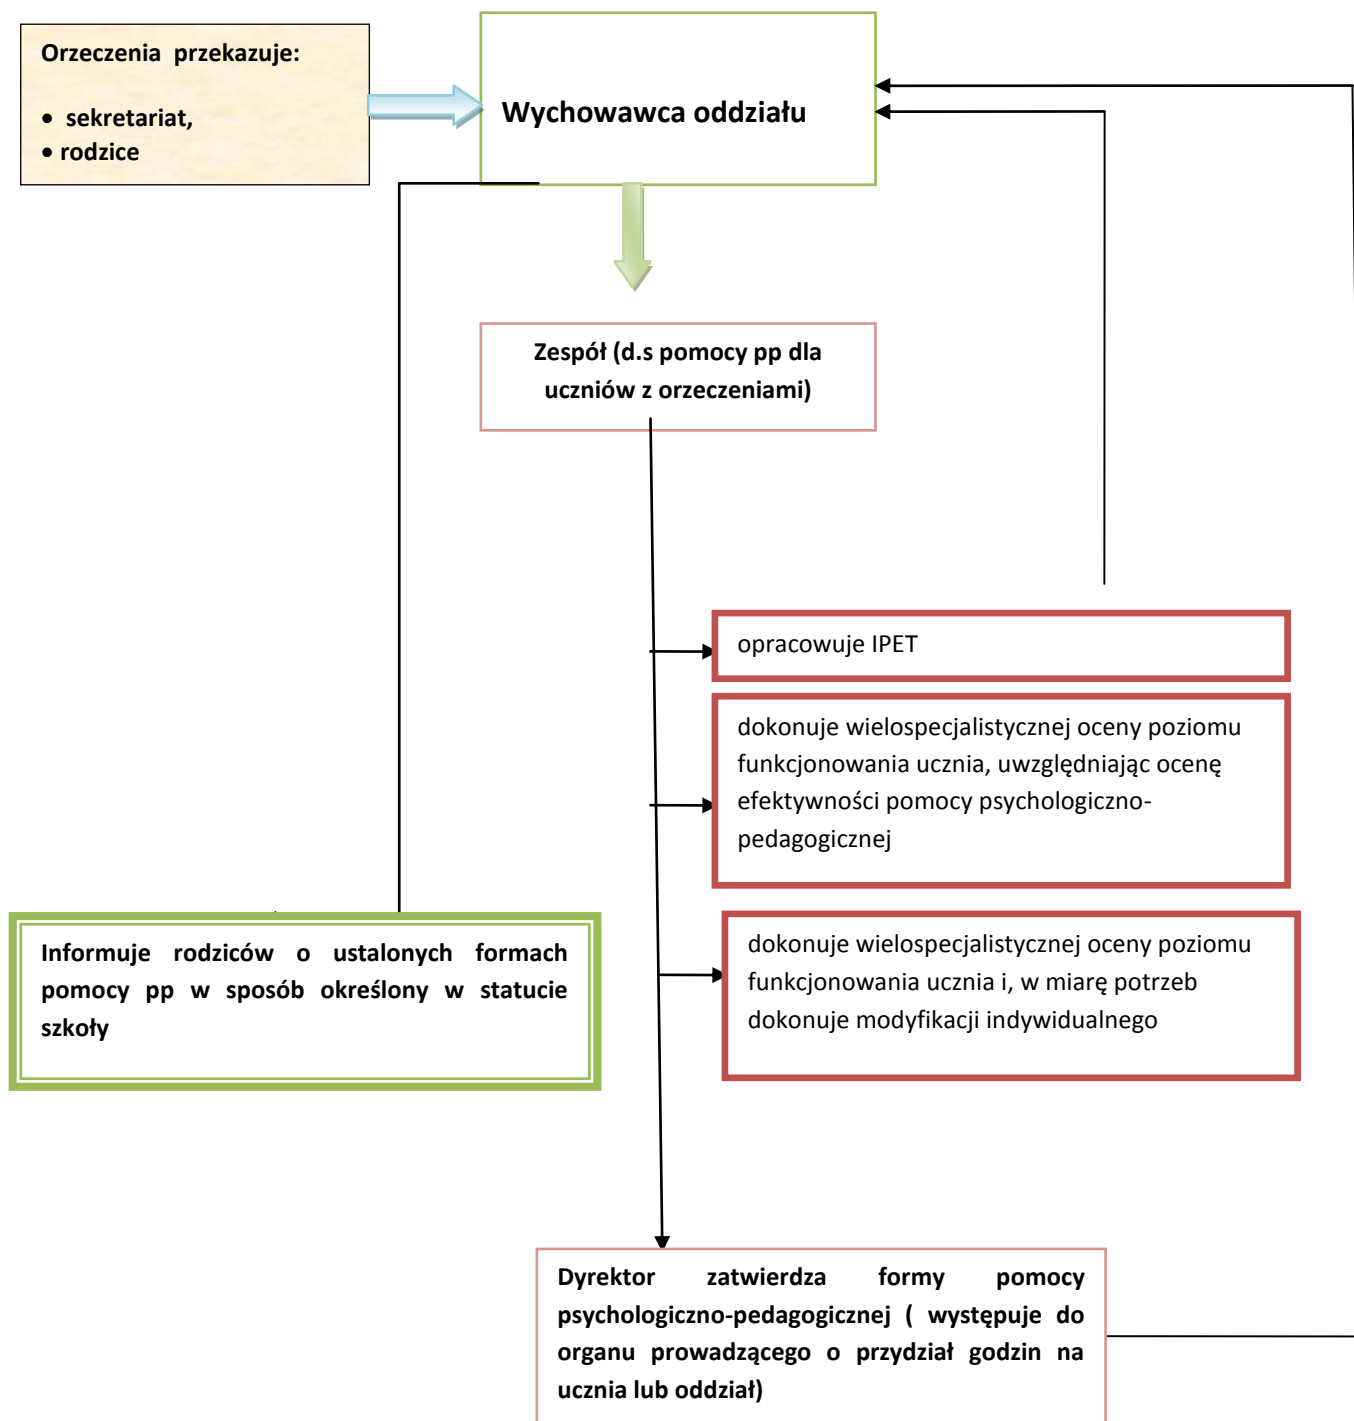 Orzeczenia przekazuje:
• sekretariat,
• rodzice
Wychowawca oddziału
Zespół (d.s pomocy pp dla
uczniów z orzeczeniami)
opracowuje IPET
dokonuje wielospecjalistycznej oceny poziomu
funkcjonowania ucznia, uwzględniając ocenę
efektywności pomocy psychologiczno-
pedagogicznej
Informuje rodziców o ustalonych formach
pomocy pp w sposób określony w statucie
szkoły
dokonuje wielospecjalistycznej oceny poziomu
funkcjonowania ucznia i, w miarę potrzeb
dokonuje modyfikacji indywidualnego
Dyrektor zatwierdza formy pomocy
psychologiczno-pedagogicznej ( występuje do
organu prowadzącego o przydział godzin na
ucznia lub oddział)